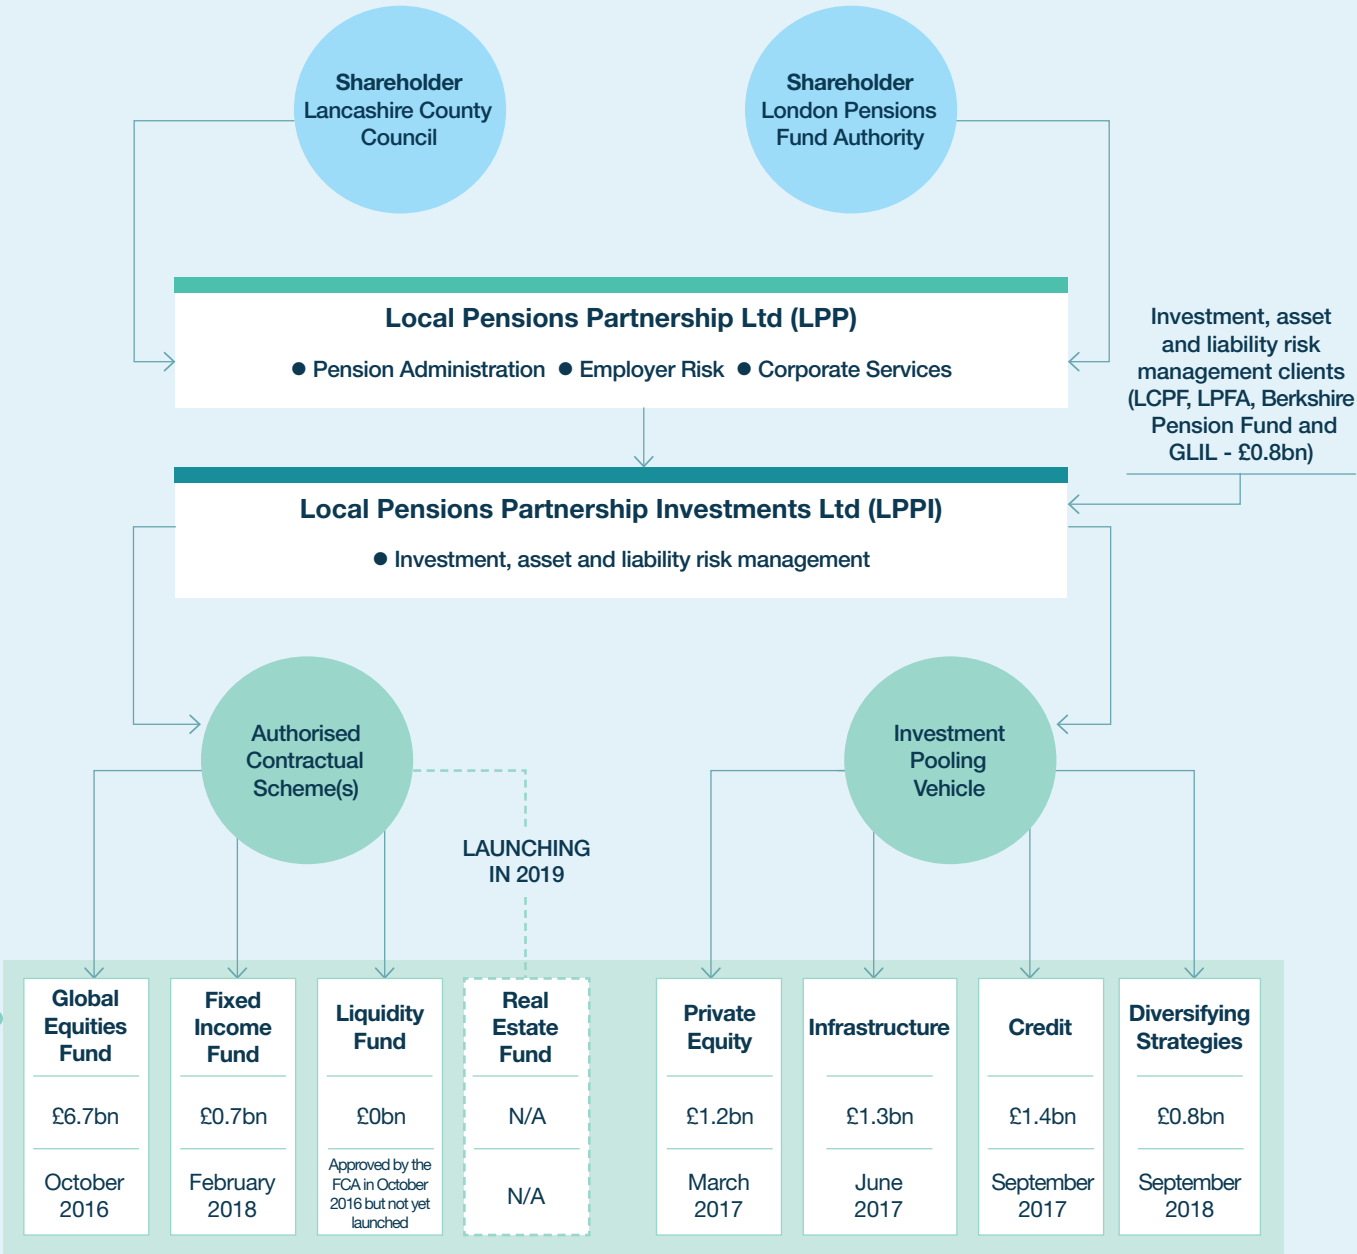 Shareholder
Lancashire County
Council
Shareholder
London Pensions
Fund Authority
Local Pensions Partnership Ltd (LPP)
● Pension Administration ● Employer Risk ● Corporate Services
Investment, asset
and liability risk
management clients
(LCPF, LPFA, Berkshire
Pension Fund and
GLIL - £0.8bn)
Local Pensions Partnership Investments Ltd (LPPI)
● Investment, asset and liability risk management
Authorised
Contractual
Scheme(s)
Investment
Pooling
Vehicle
LAUNCHING
IN 2019
Global
Equities
Fund
£6.7bn
October
2016
Fixed
Income
Fund
£0.7bn
February
2018
Liquidity
Fund
£0bn
Approved by the
FCA in October
2016 but not yet
launched
Real
Estate
Fund
N/A
N/A
Private
Equity
£1.2bn
March
2017
Infrastructure
£1.3bn
June
2017
Credit
£1.4bn
September
2017
Diversifying
Strategies
£0.8bn
September
2018